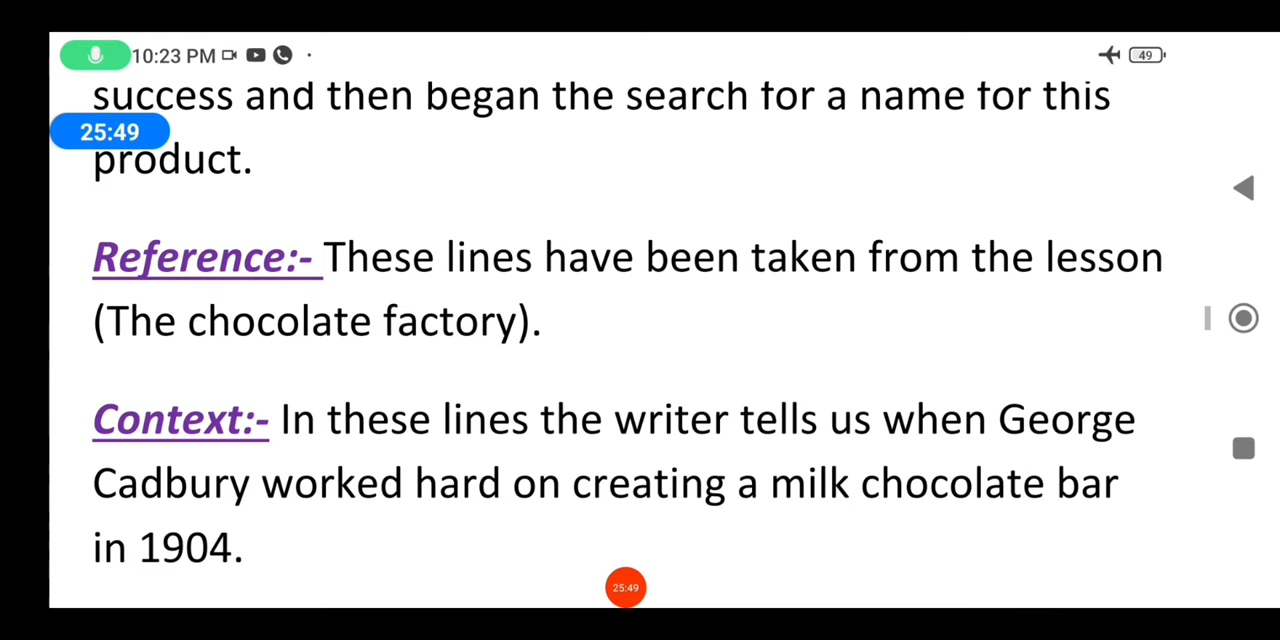 10:23 PM 49
success and then began the search for a name for this
25:49
product.
Reference:- These lines have been taken from the lesson
(The chocolate factory).
Context:- In these lines the writer tells us when George
Cadbury worked hard on creating a milk chocolate bar
in 1904.
25:49